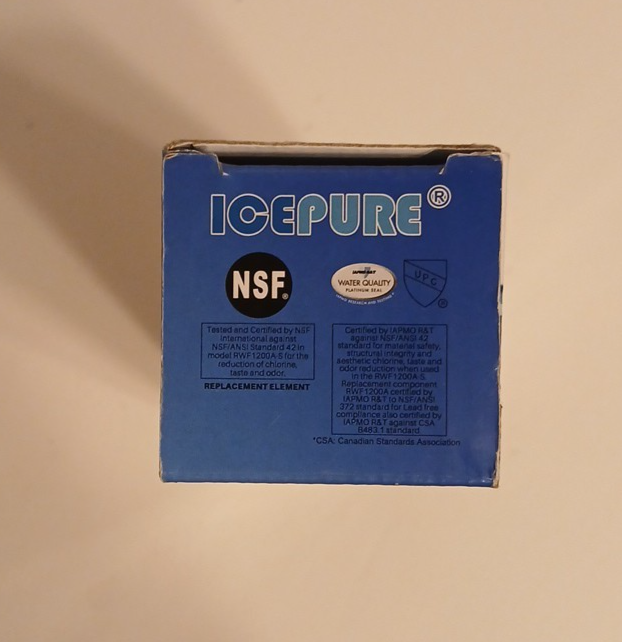 ICEPURE®
NSF®
IAPMO R&T
WATER QUALITY
PLATINUM SEAL
UPC®
Tested and Certified by NSF
International against
NSF/ANSI Standard 42 in
model RWF1200A-S for the
reduction of chlorine,
taste and odor.
REPLACEMENT ELEMENT
Certified by IAPMO R&T
against NSF/ANSI 42
standard for material safety,
structural integrity and
aesthetic chlorine, taste and
odor reduction when used
in the RWF1200A-S.
Replacement component
RWF1200A certified by
IAPMO R&T to NSF/ANSI
372 standard for Lead free
compliance also certified by
IAPMO R&T against CSA
B483.1 standard
*CSA: Canadian Standards Association